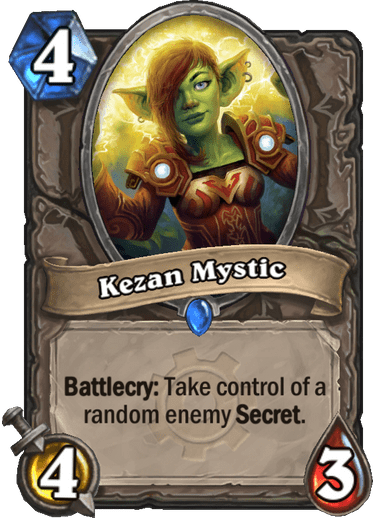 4
Kezan Mystic
Battlecry: Take control of a
random enemy Secret.
4
3